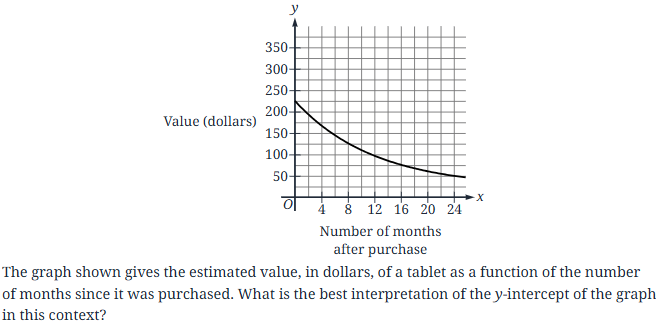 y
350
300
250
200
Value (dollars)
150
100
50
O
4 8 12 16 20 24
x
Number of months
after purchase
The graph shown gives the estimated value, in dollars, of a tablet as a function of the number
of months since it was purchased. What is the best interpretation of the y-intercept of the graph
in this context?